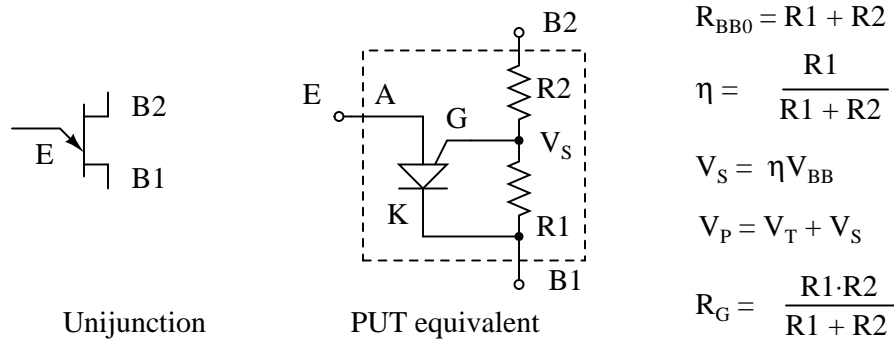 E
B2
B1
Unijunction
B2
E
A
R2
G
V_S
K
R1
B1
PUT equivalent
R_BB0 = R1 + R2
η = R1 / R1 + R2
V_S = ηV_BB
V_P = V_T + V_S
R_G = R1·R2 / R1 + R2